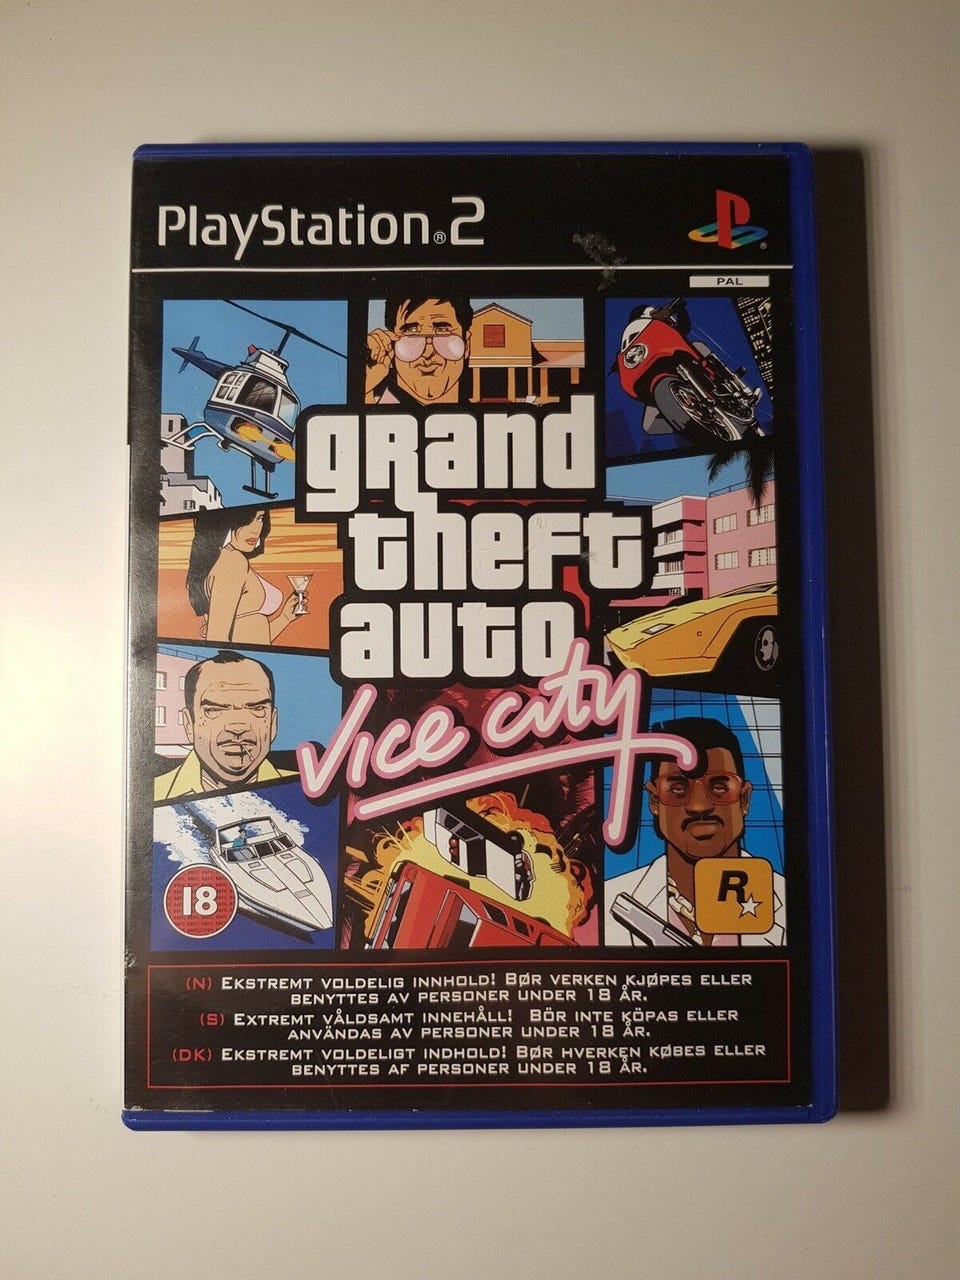 PlayStation®2
PAL
grand
theft
auto
Vice City
18
R
(N) EKSTREMT VOLDELIG INNHOLD! BØR VERKEN KJØPES ELLER
BENYTTES AV PERSONER UNDER 18 ÅR.
(S) EXTREMT VÅLDSAMT INNEHÅLL! BÖR INTE KÖPAS ELLER
ANVÄNDAS AV PERSONER UNDER 18 ÅR.
(DK) EKSTREMT VOLDELIGT INDHOLD! BØR HVERKEN KØBES ELLER
BENYTTES AF PERSONER UNDER 18 ÅR.